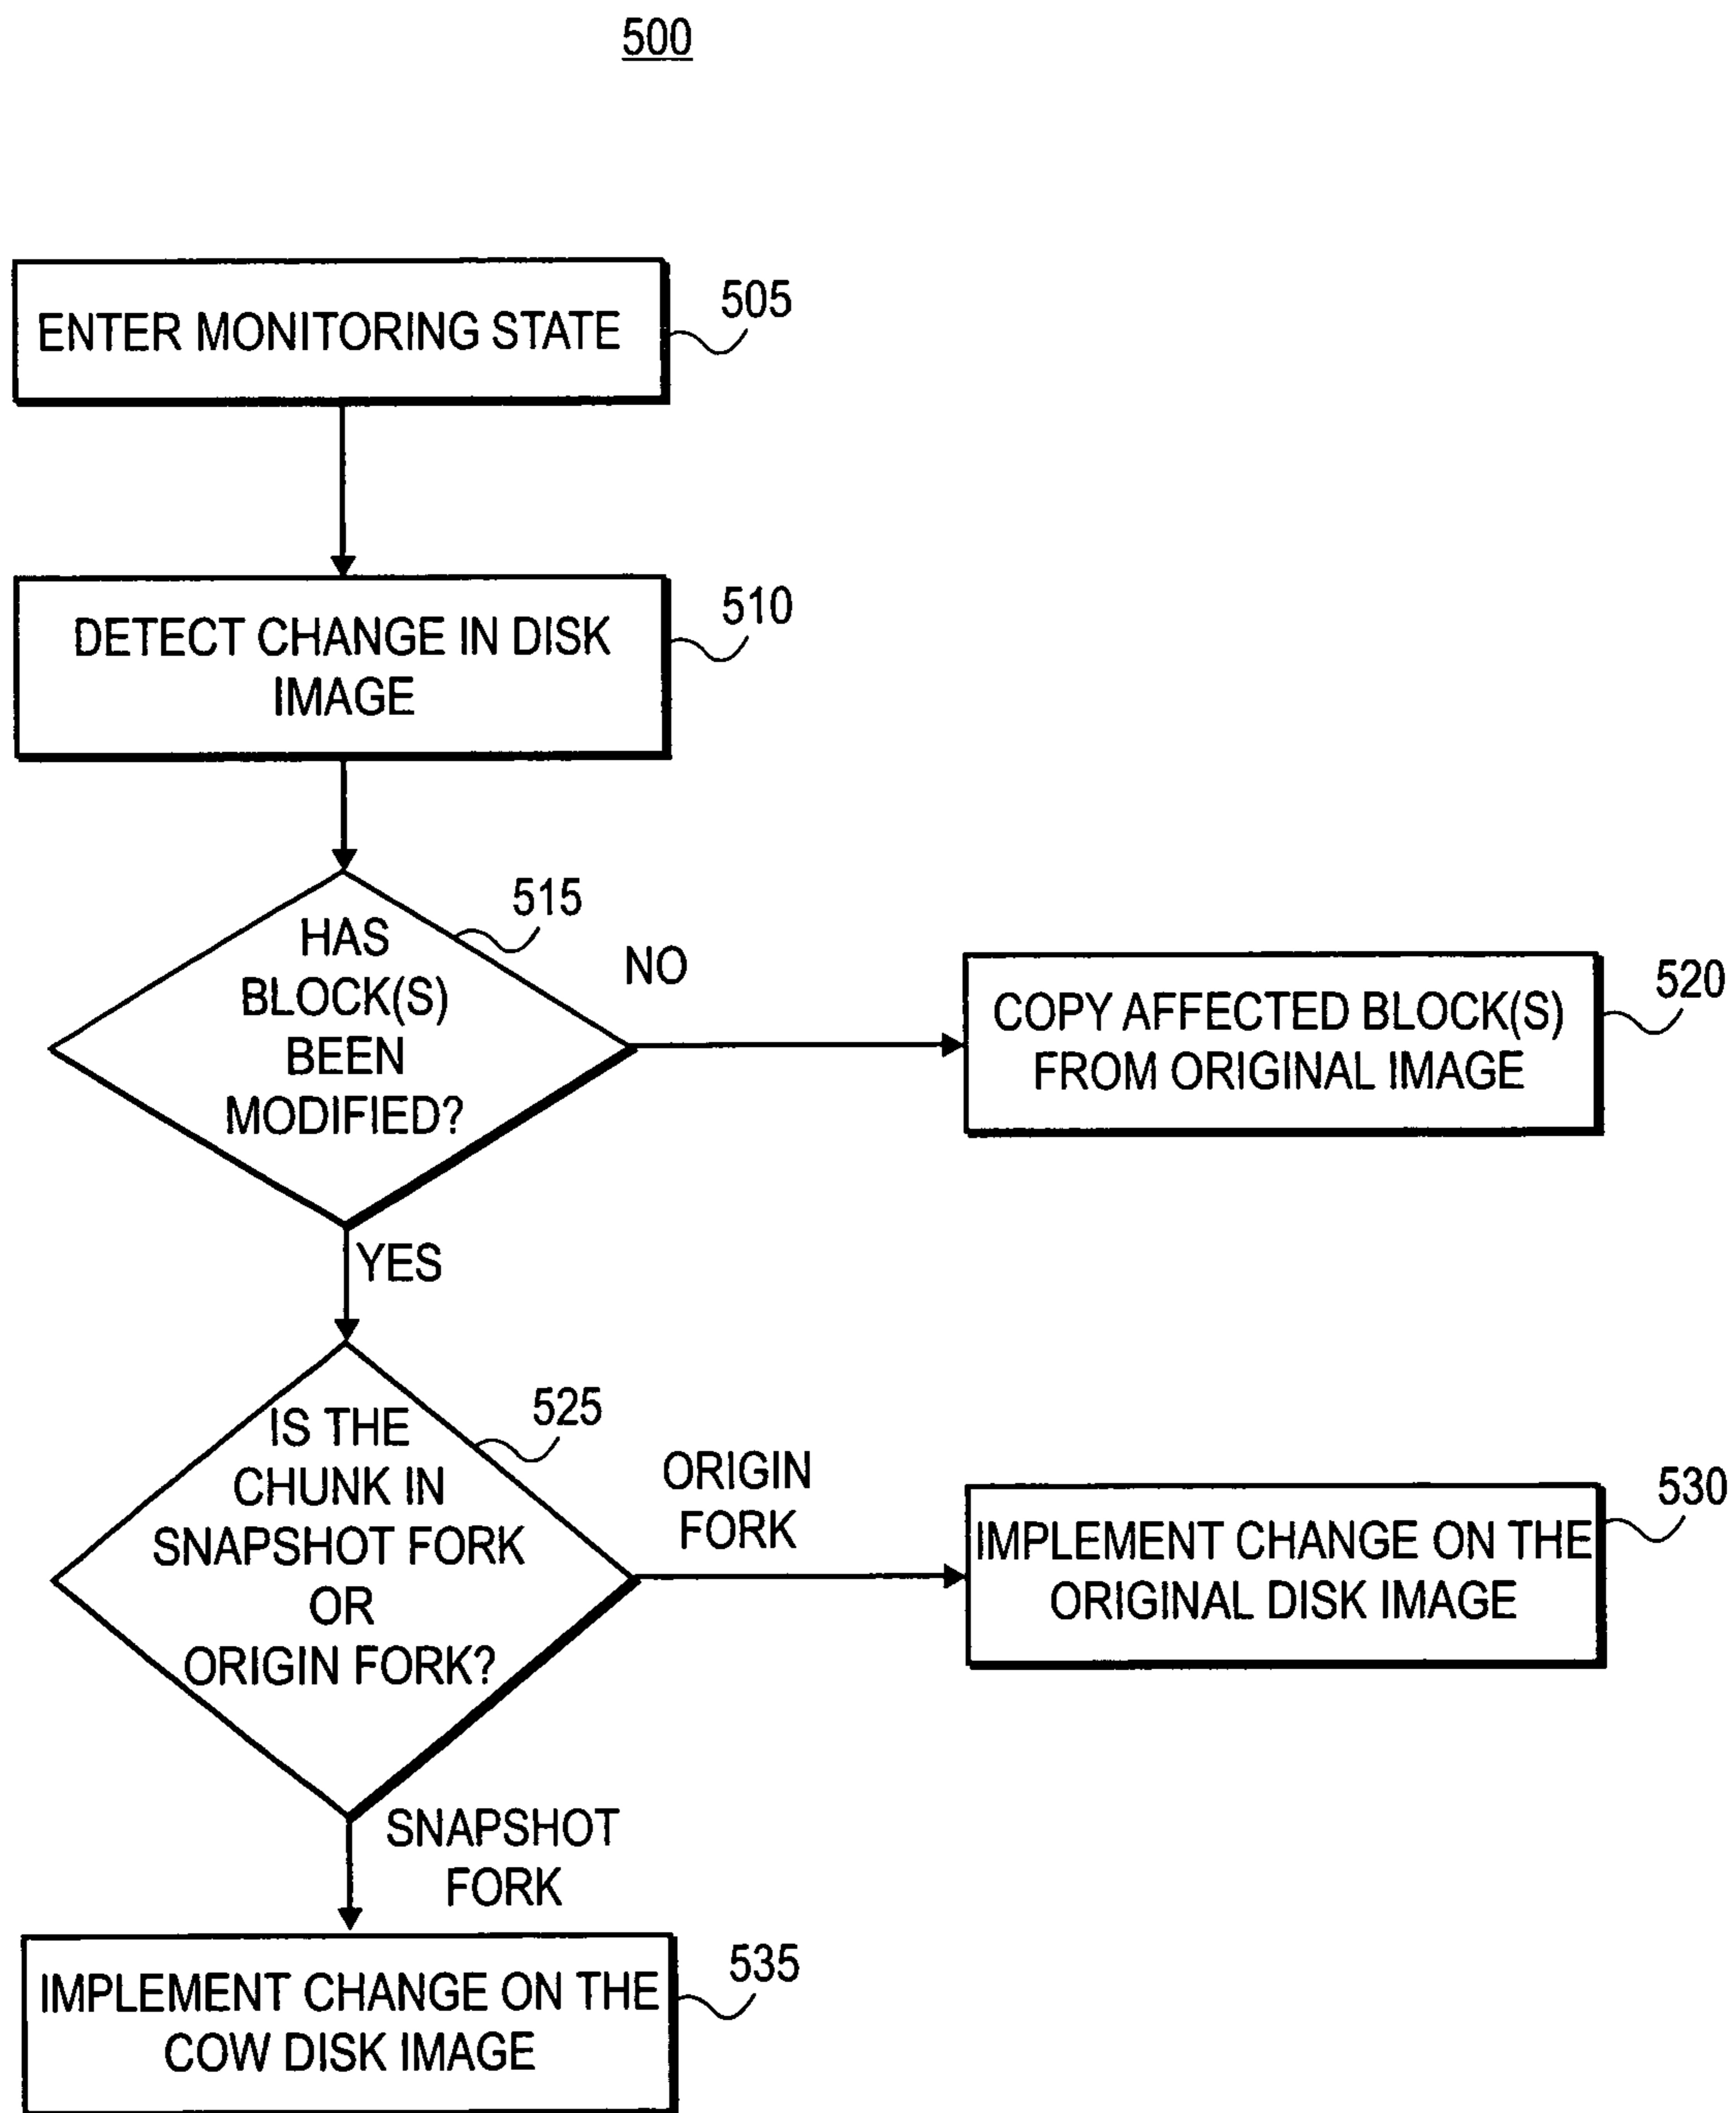 500
ENTER MONITORING STATE
505
DETECT CHANGE IN DISK
IMAGE
510
HAS
BLOCK(S)
BEEN
MODIFIED?
515
NO
COPY AFFECTED BLOCK(S)
FROM ORIGINAL IMAGE
520
YES
IS THE
CHUNK IN
SNAPSHOT FORK
OR
ORIGIN FORK?
525
ORIGIN
FORK
IMPLEMENT CHANGE ON THE
ORIGINAL DISK IMAGE
530
SNAPSHOT
FORK
IMPLEMENT CHANGE ON THE
COW DISK IMAGE
535